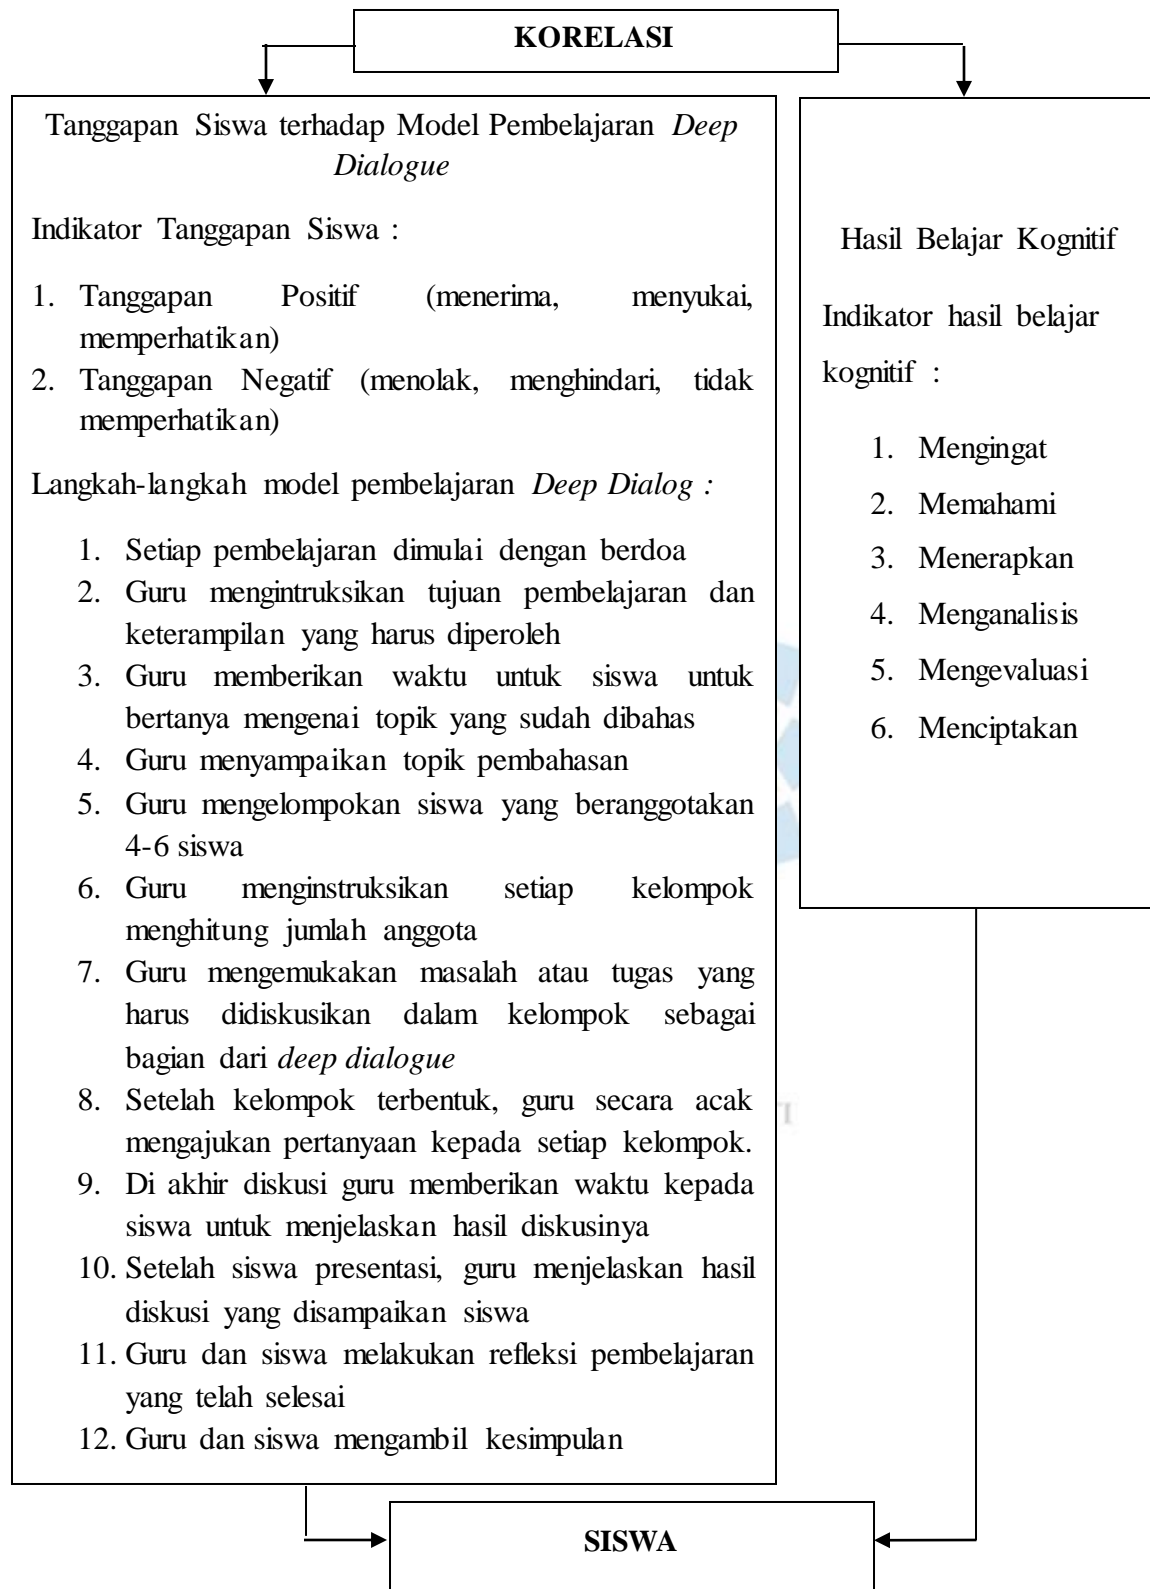 KORELASI
Tanggapan Siswa terhadap Model Pembelajaran Deep
Dialogue
Indikator Tanggapan Siswa :
1. Tanggapan Positif (menerima, menyukai,
memperhatikan)
2. Tanggapan Negatif (menolak, menghindari, tidak
memperhatikan)
Langkah-langkah model pembelajaran Deep Dialog :
1. Setiap pembelajaran dimulai dengan berdoa
2. Guru mengintruksikan tujuan pembelajaran dan
keterampilan yang harus diperoleh
3. Guru memberikan waktu untuk siswa untuk
bertanya mengenai topik yang sudah dibahas
4. Guru menyampaikan topik pembahasan
5. Guru mengelompokan siswa yang beranggotakan
4-6 siswa
6. Guru menginstruksikan setiap kelompok
menghitung jumlah anggota
7. Guru mengemukakan masalah atau tugas yang
harus didiskusikan dalam kelompok sebagai
bagian dari deep dialogue
8. Setelah kelompok terbentuk, guru secara acak
mengajukan pertanyaan kepada setiap kelompok.
9. Di akhir diskusi guru memberikan waktu kepada
siswa untuk menjelaskan hasil diskusinya
10. Setelah siswa presentasi, guru menjelaskan hasil
diskusi yang disampaikan siswa
11. Guru dan siswa melakukan refleksi pembelajaran
yang telah selesai
12. Guru dan siswa mengambil kesimpulan
Hasil Belajar Kognitif
Indikator hasil belajar
kognitif :
1. Mengingat
2. Memahami
3. Menerapkan
4. Menganalisis
5. Mengevaluasi
6. Menciptakan
SISWA